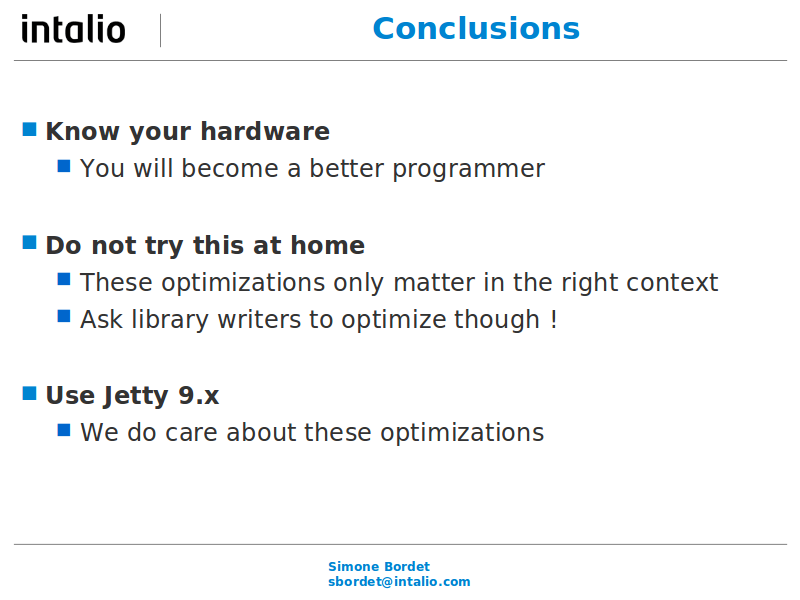 intalio
Conclusions
Know your hardware
You will become a better programmer
Do not try this at home
These optimizations only matter in the right context
Ask library writers to optimize though !
Use Jetty 9.x
We do care about these optimizations
Simone Bordet
sbordet@intalio.com